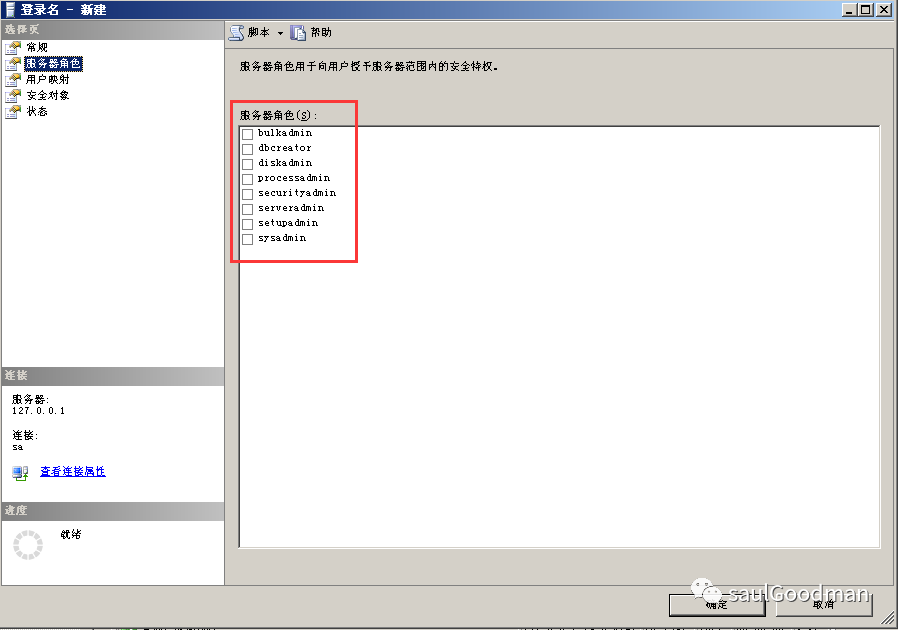 登录名 - 新建
选择页
常规
服务器角色
用户映射
安全对象
状态
脚本 帮助
服务器角色用于向用户授予服务器范围内的安全特权。
服务器角色(S):
bulkadmin
dbcreator
diskadmin
processadmin
securityadmin
serveradmin
setupadmin
sysadmin
连接
服务器:
127.0.0.1
连接:
sa
查看连接属性
进度
就绪
saulGoodman
确定 取消